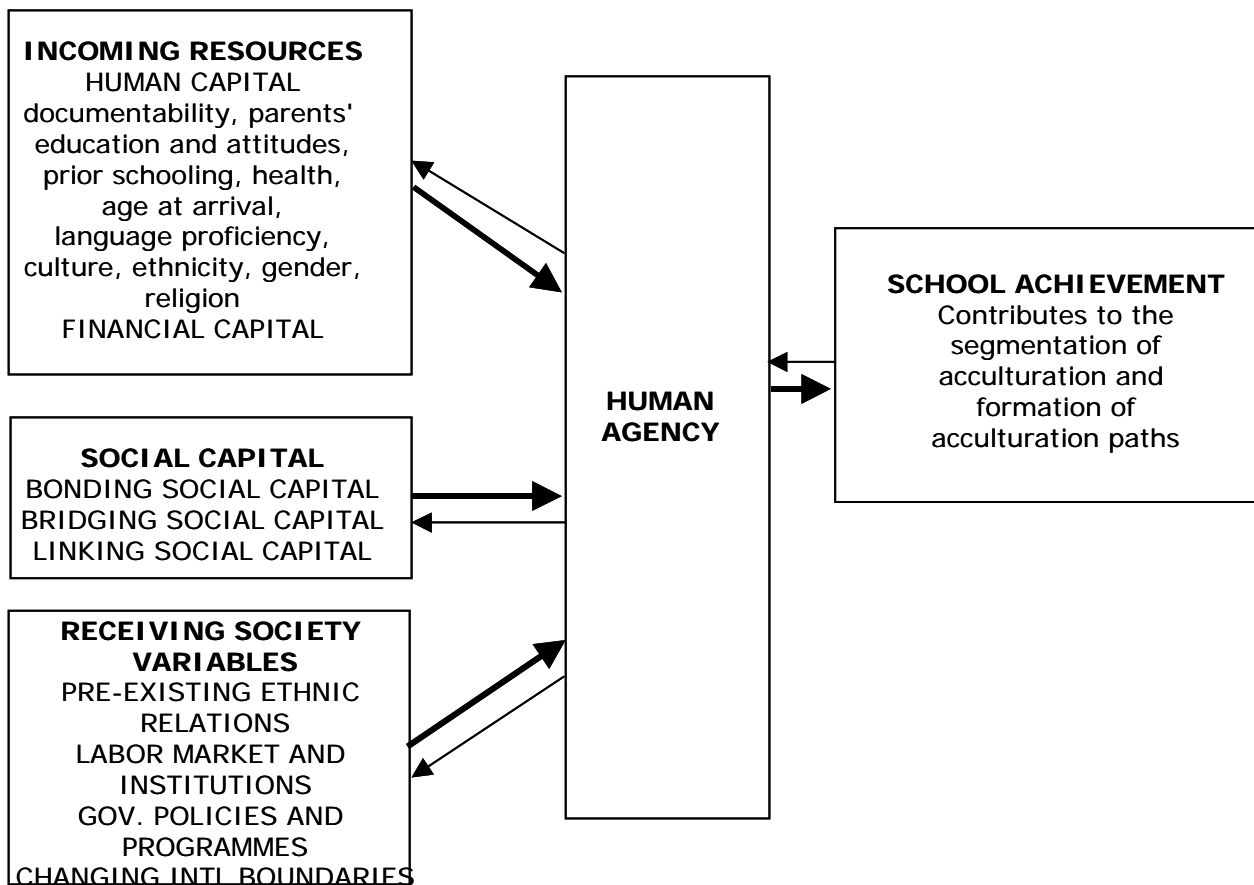 INCOMING RESOURCES
HUMAN CAPITAL
documentability, parents'
education and attitudes,
prior schooling, health,
age at arrival,
language proficiency,
culture, ethnicity, gender,
religion
FINANCIAL CAPITAL
SOCIAL CAPITAL
BONDING SOCIAL CAPITAL
BRIDGING SOCIAL CAPITAL
LINKING SOCIAL CAPITAL
RECEIVING SOCIETY
VARIABLES
PRE-EXISTING ETHNIC
RELATIONS
LABOR MARKET AND
INSTITUTIONS
GOV. POLICIES AND
PROGRAMMES
CHANGING INTL BOUNDARIES
HUMAN
AGENCY
SCHOOL ACHIEVEMENT
Contributes to the
segmentation of
acculturation and
formation of
acculturation paths